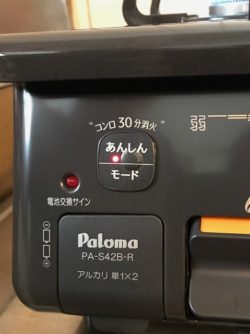 "コンロ30分消火"
あんしん
モード
電池交換サイン
Paloma
PA-S42B-R
アルカリ 単1×2